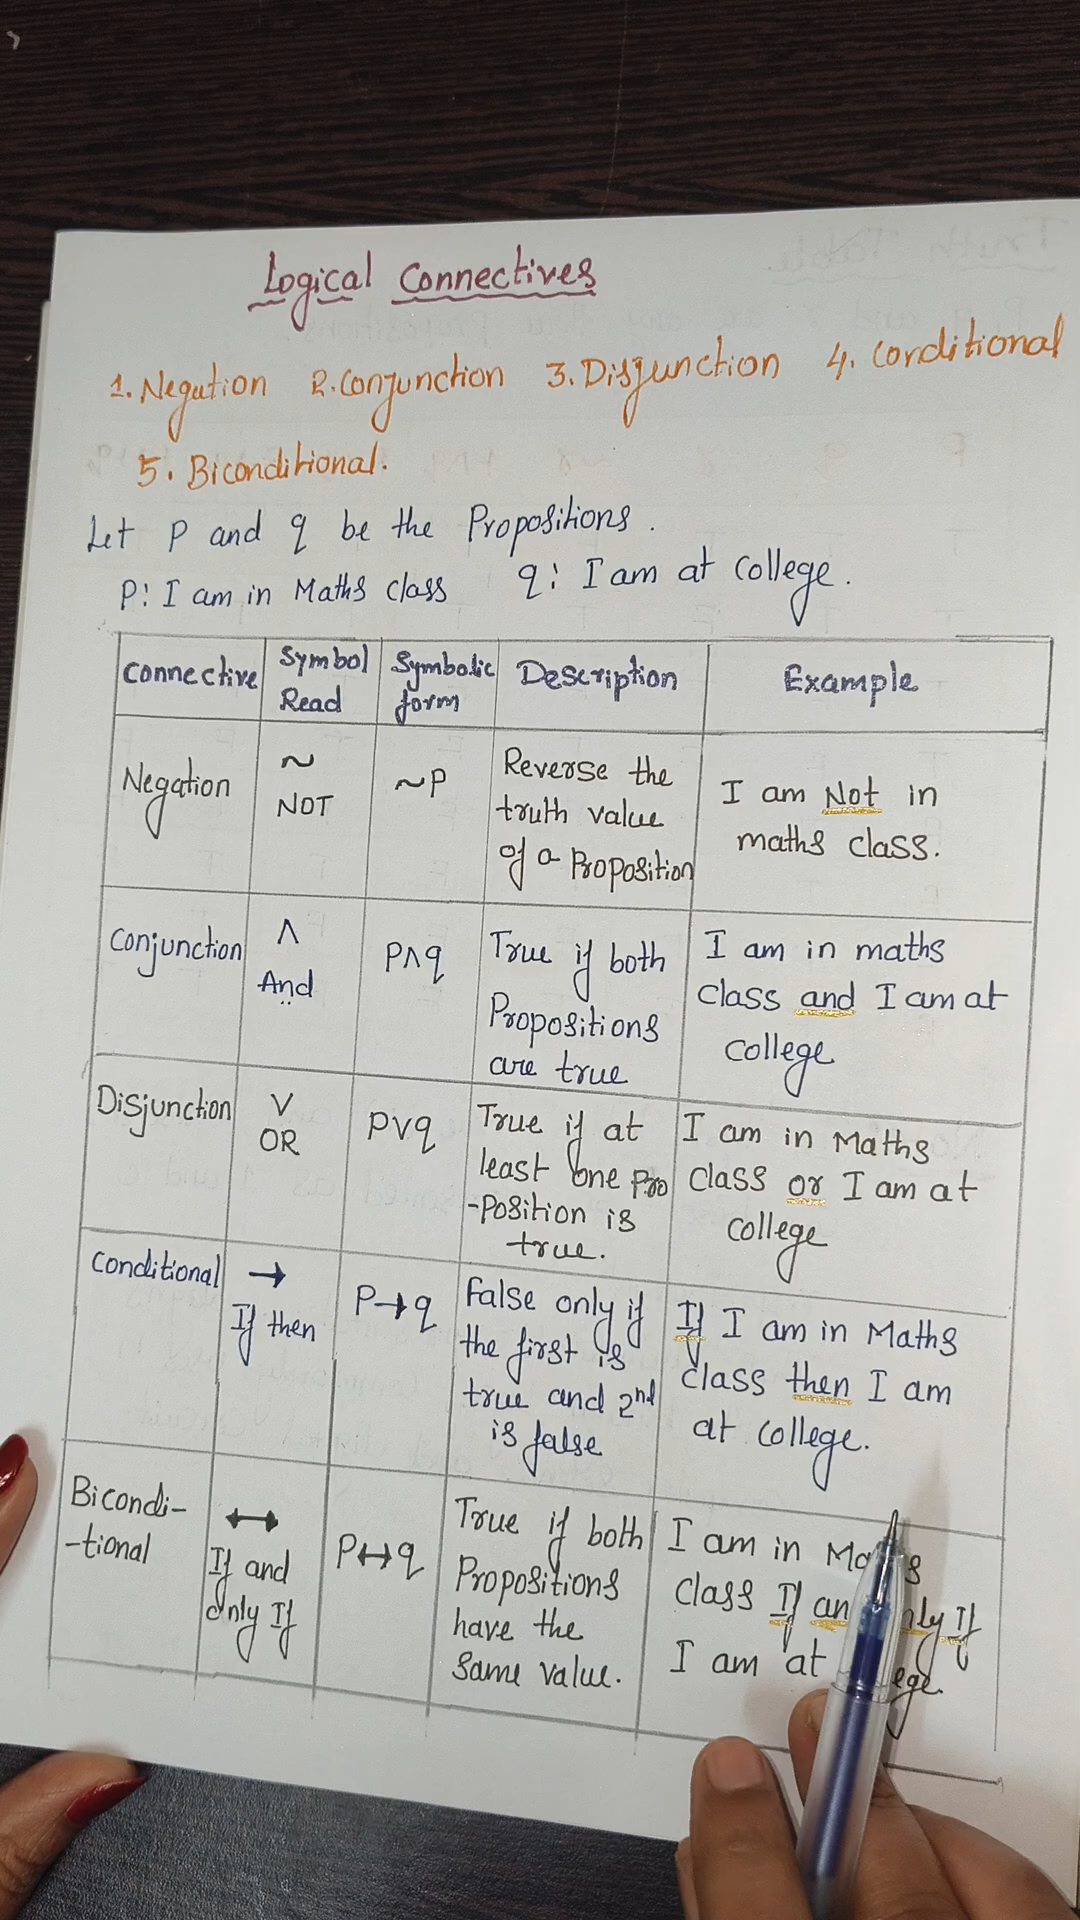 Logical Connectives
1. Negation 2. Conjunction 3. Disjunction 4. Conditional
5. Biconditional.
Let P and q be the Propositions.
P: I am in Maths class q: I am at college.
Connective
Symbol
Read
Symbolic
form
Description
Example
Negation
~
NOT
~P
Reverse the
truth value
of a Proposition
I am Not in
maths class.
Conjunction
∧
And
P∧q
True if both
Propositions
are true
I am in maths
class and I am at
college
Disjunction
∨
OR
P∨q
True if at
least one Pro
-position is
true.
I am in Maths
class or I am at
college
Conditional
→
If then
P→q
False only if
the first is
true and 2nd
is false
If I am in Maths
class then I am
at college.
Bicondi-
-tional
↔
If and
only If
P↔q
True if both
Propositions
have the
same value.
I am in
class If If
I am at